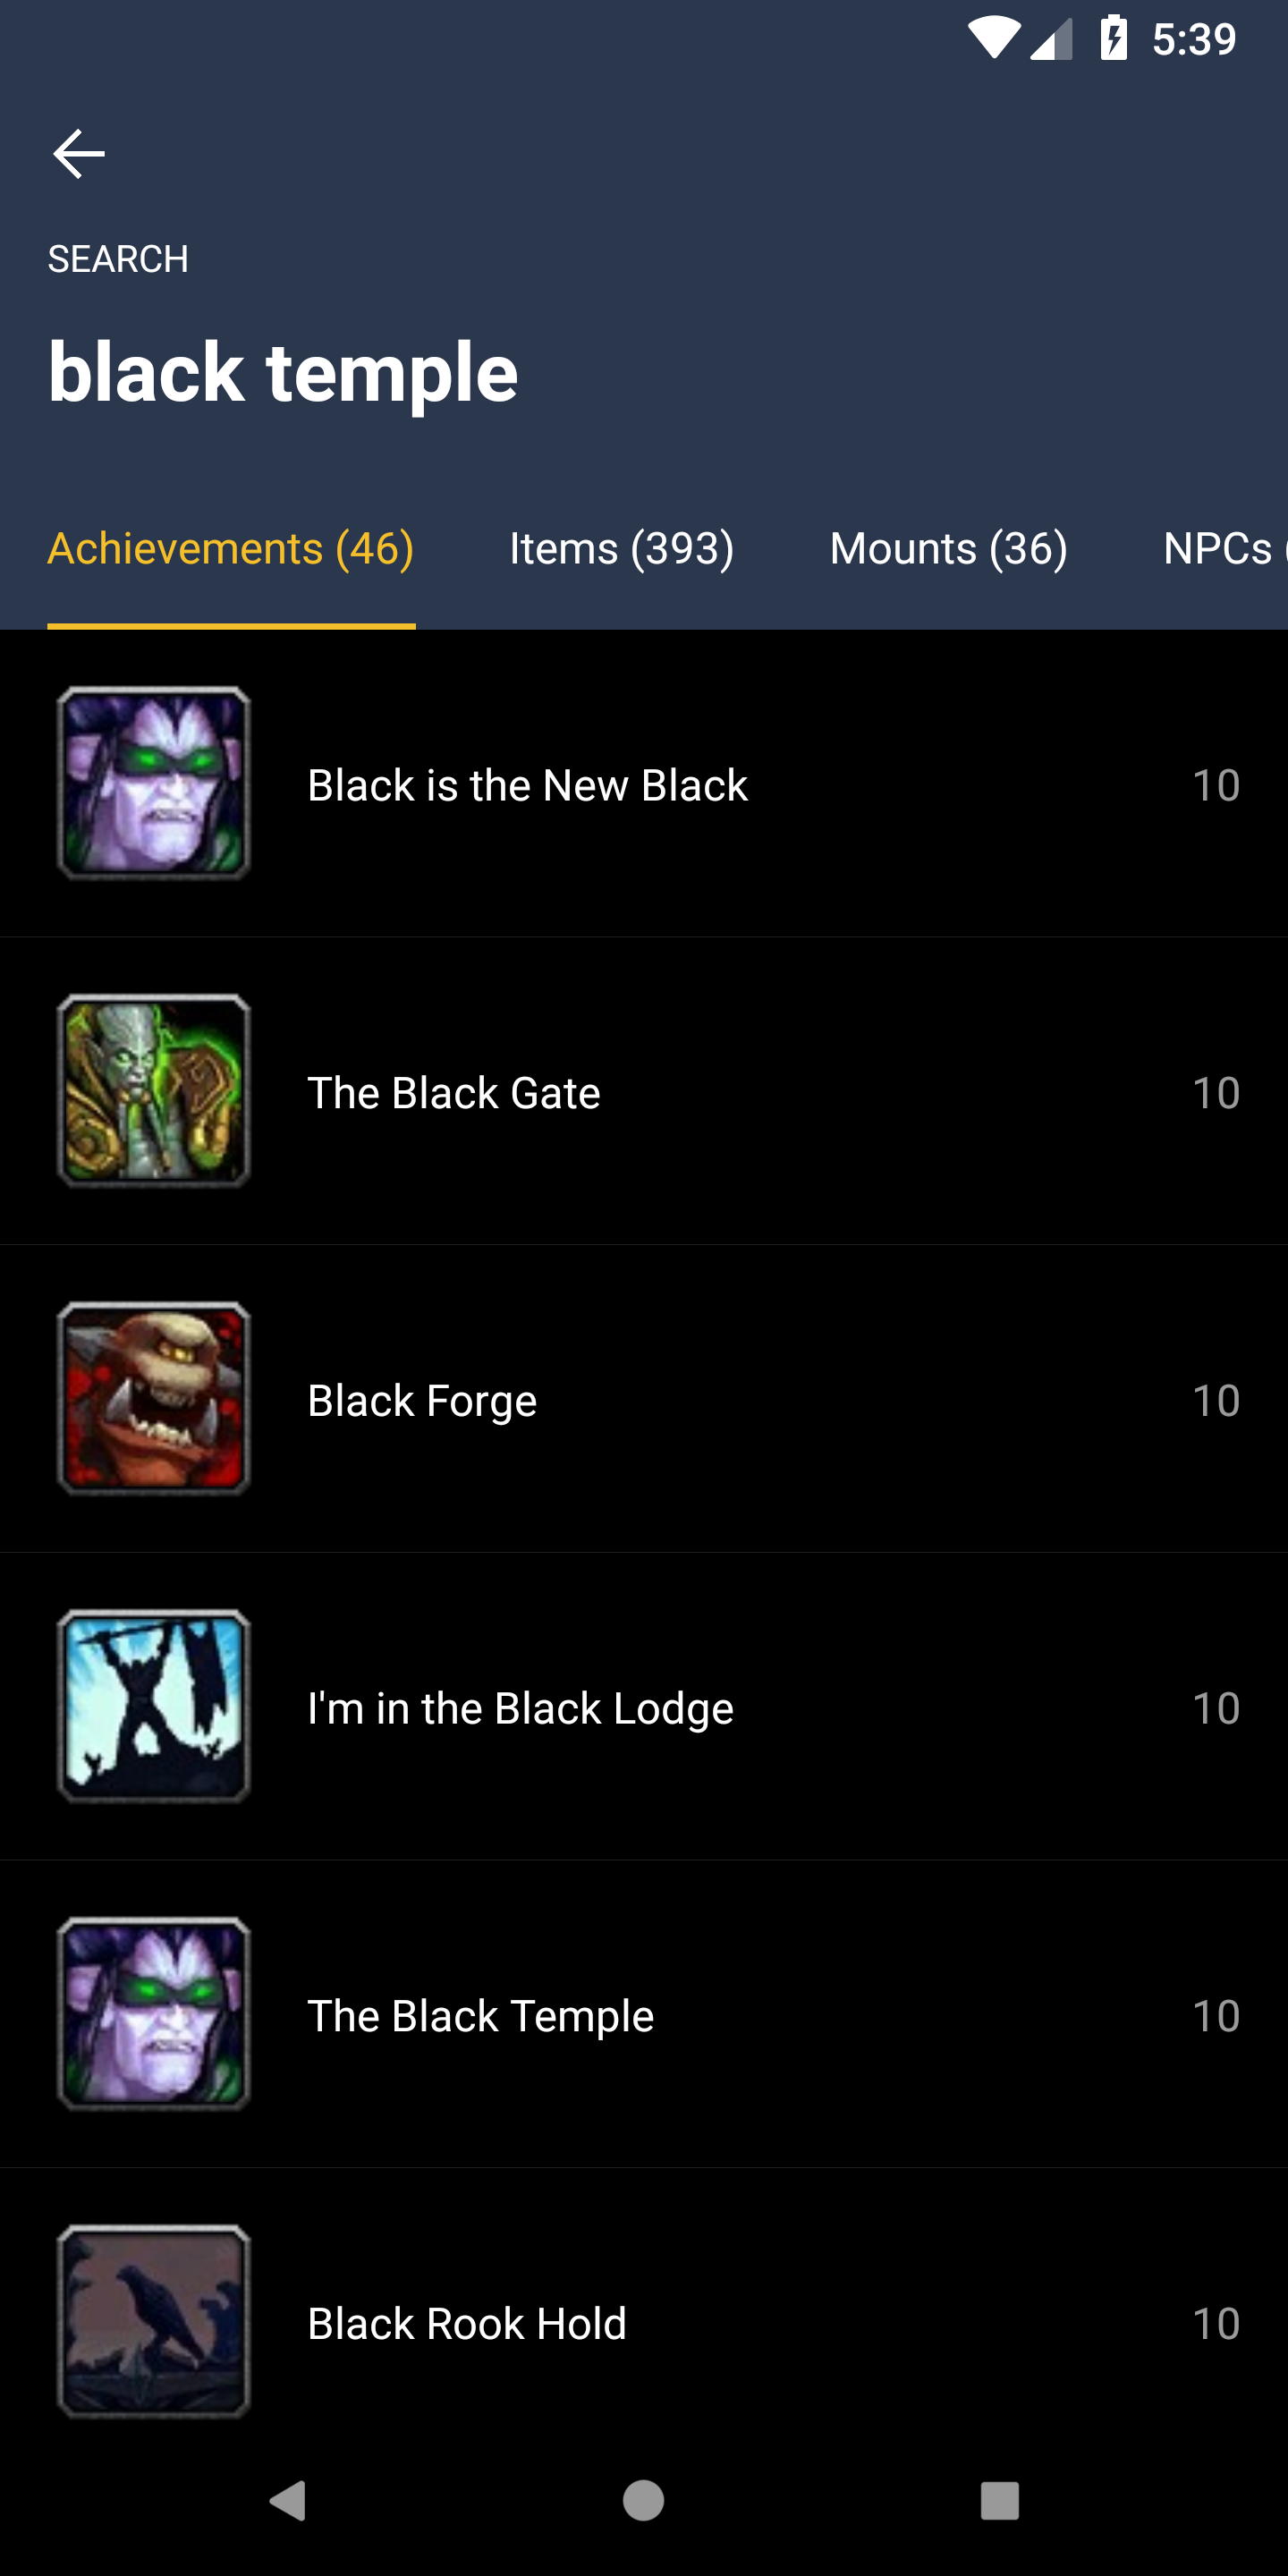 5:39
SEARCH
black temple
Achievements (46) Items (393) Mounts (36) NPCs
Black is the New Black 10
The Black Gate 10
Black Forge 10
I'm in the Black Lodge 10
The Black Temple 10
Black Rook Hold 10